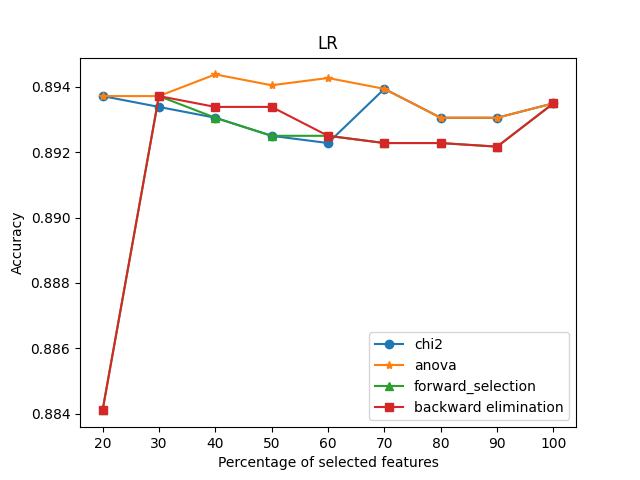 LR
Accuracy
0.894
0.892
0.890
0.888
0.886
0.884
chi2
anova
forward_selection
backward elimination
20 30 40 50 60 70 80 90 100
Percentage of selected features